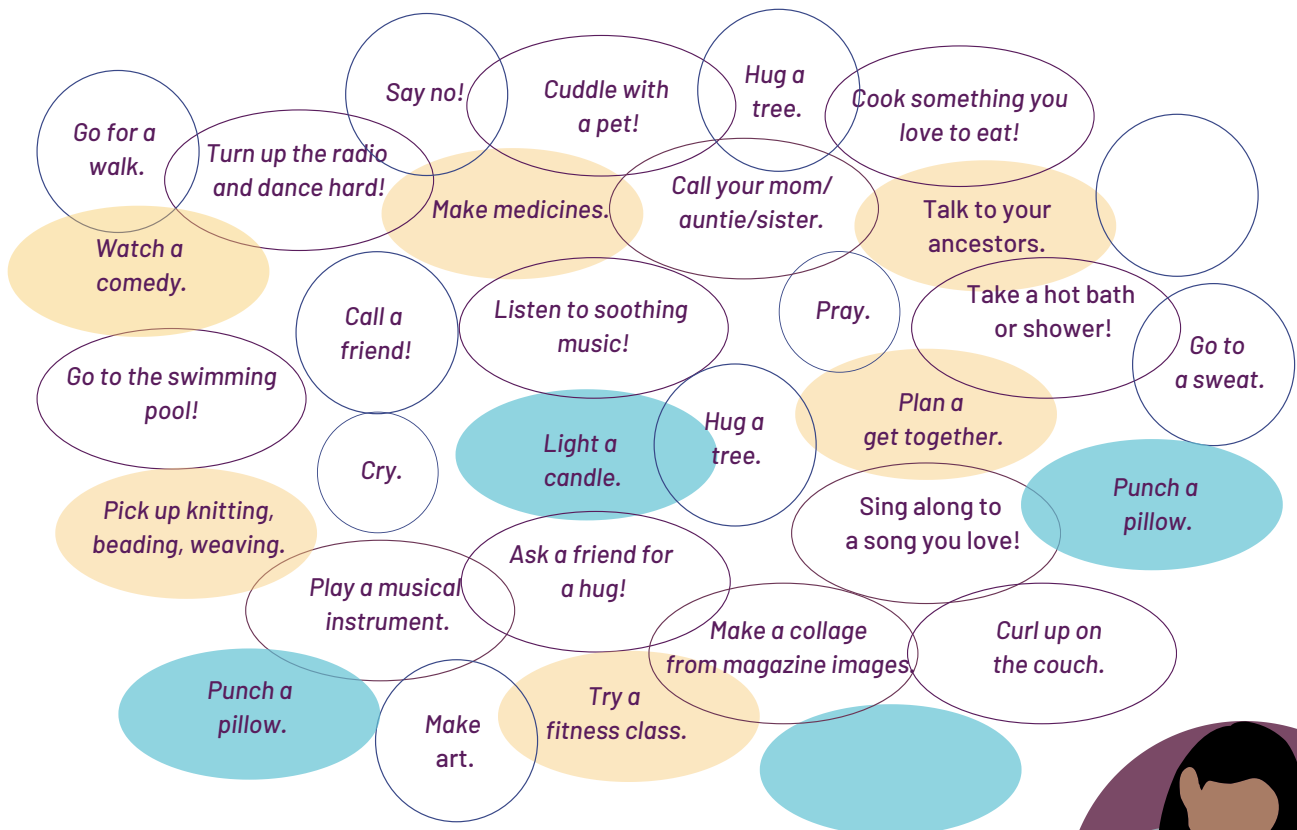 Say no!
Cuddle with
a pet!
Hug a
tree.
Cook something you
love to eat!
Go for a
walk.
Turn up the radio
and dance hard!
Make medicines.
Call your mom/
auntie/sister.
Talk to your
ancestors.
Watch a
comedy.
Call a
friend!
Listen to soothing
music!
Pray.
Take a hot bath
or shower!
Go to
a sweat.
Go to the swimming
pool!
Cry.
Light a
candle.
Hug a
tree.
Plan a
get together.
Punch a
pillow.
Pick up knitting,
beading, weaving.
Sing along to
a song you love!
Play a musical
instrument.
Ask a friend for
a hug!
Make a collage
from magazine images.
Curl up on
the couch.
Punch a
pillow.
Make
art.
Try a
fitness class.